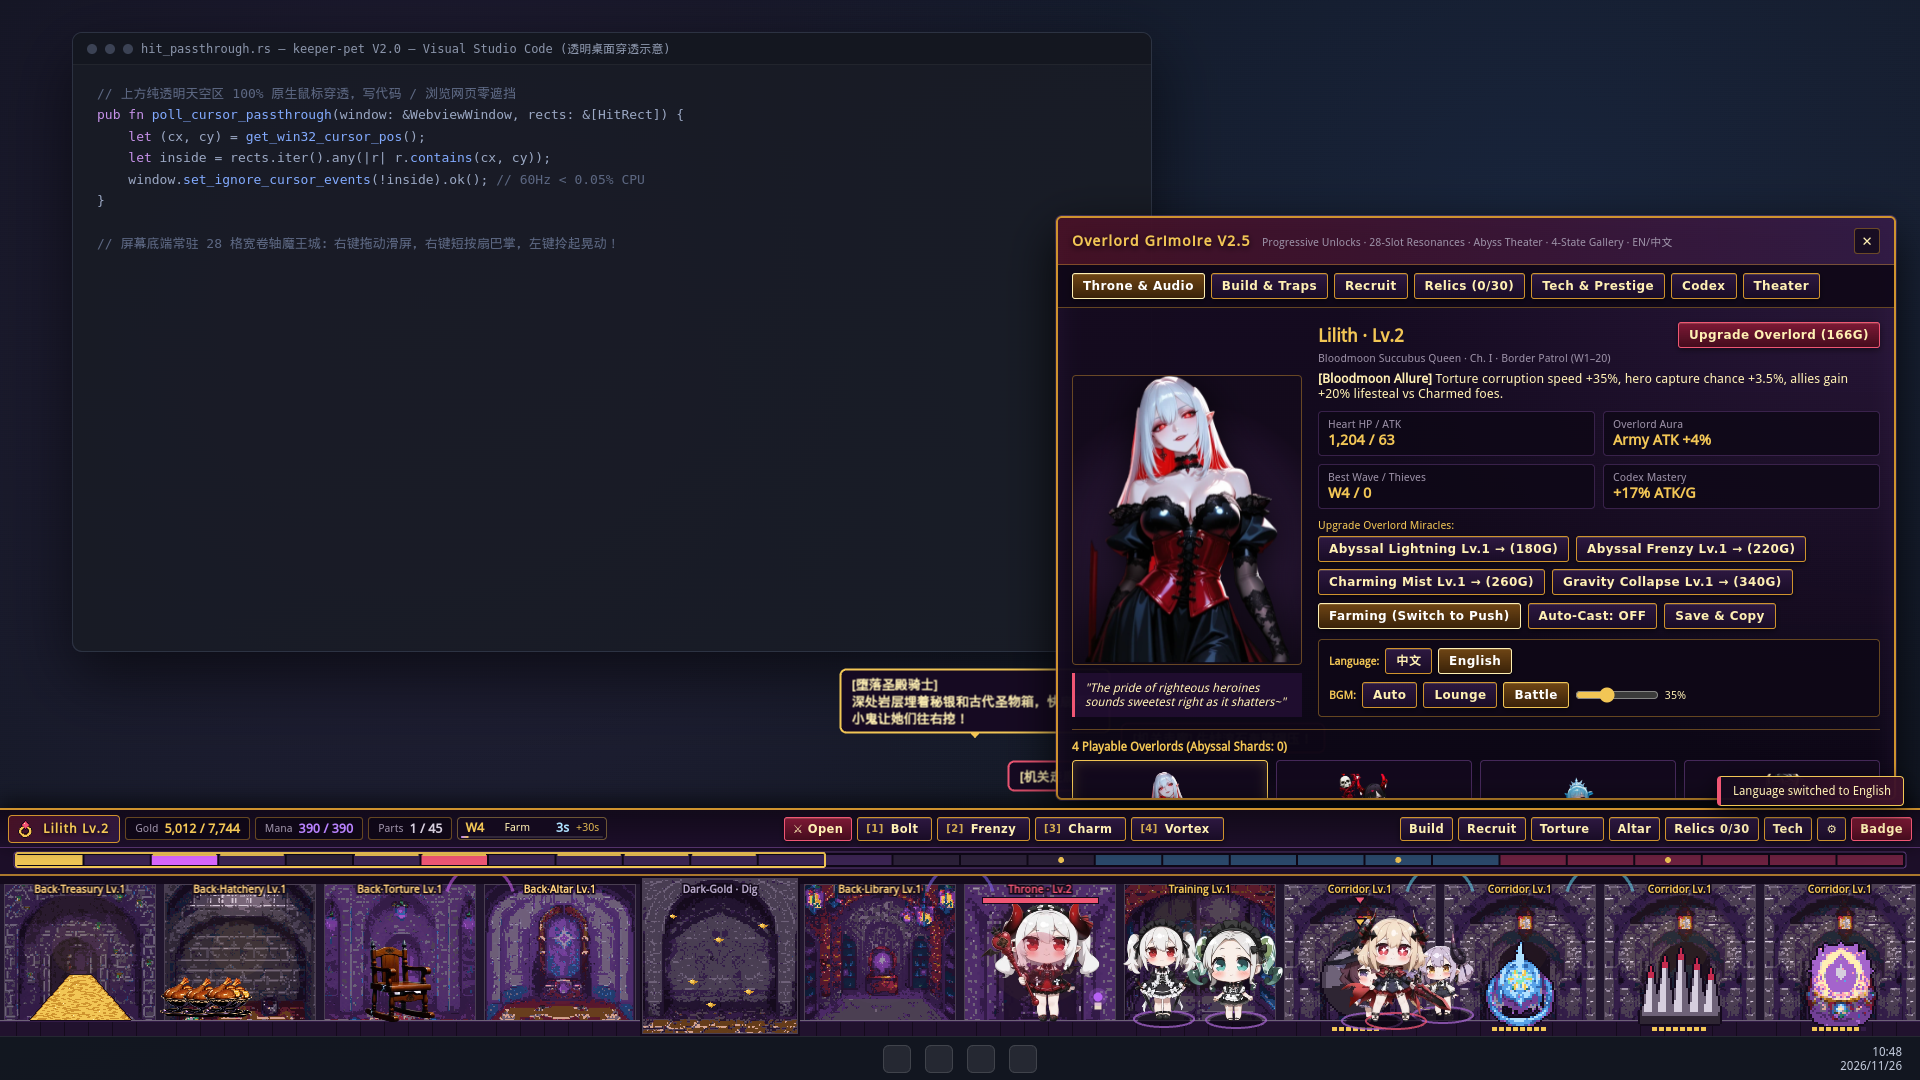 hit_passthrough.rs — keeper-pet V2.0 — Visual Studio Code (透明桌面穿透示意)
// 上方纯透明天空区 100% 原生鼠标穿透，写代码 / 浏览网页零遮挡
pub fn poll_cursor_passthrough(window: &WebviewWindow, rects: &[HitRect]) {
let (cx, cy) = get_win32_cursor_pos();
let inside = rects.iter().any(|r| r.contains(cx, cy));
window.set_ignore_cursor_events(!inside).ok(); // 60Hz < 0.05% CPU
}
// 屏幕底端常驻 28 格宽卷轴魔王城：右键拖动滑屏，右键短按扇巴掌，左键拎起晃动！
Overlord Grimoire V2.5 Progressive Unlocks · 28-Slot Resonances · Abyss Theater · 4-State Gallery · EN/中文 ✕
Throne & Audio Build & Traps Recruit Relics (0/30) Tech & Prestige Codex Theater
Lilith · Lv.2 Upgrade Overlord (166G)
Bloodmoon Succubus Queen · Ch. I · Border Patrol (W1–20)
[Bloodmoon Allure] Torture corruption speed +35%, hero capture chance +3.5%, allies gain
+20% lifesteal vs Charmed foes.
Heart HP / ATK Overlord Aura
1,204 / 63 Army ATK +4%
Best Wave / Thieves Codex Mastery
W4 / 0 +17% ATK/G
Upgrade Overlord Miracles:
Abyssal Lightning Lv.1 → (180G) Abyssal Frenzy Lv.1 → (220G)
Charming Mist Lv.1 → (260G) Gravity Collapse Lv.1 → (340G)
Farming (Switch to Push) Auto-Cast: OFF Save & Copy
Language: 中文 English
BGM: Auto Lounge Battle 35%
"The pride of righteous heroines
sounds sweetest right as it shatters~"
4 Playable Overlords (Abyssal Shards: 0)
Language switched to English
[堕落圣殿骑士]
深处岩层埋着秘银和古代圣物箱，
小鬼让她们往右挖！
[机关
Lilith Lv.2 Gold 5,012 / 7,744 Mana 390 / 390 Parts 1 / 45 W4 Farm 3s +30s ⚔ Open [1] Bolt [2] Frenzy [3] Charm [4] Vortex Build Recruit Torture Altar Relics 0/30 Tech ⚙ Badge
Back·Treasury Lv.1 Back·Hatchery Lv.1 Back·Torture Lv.1 Back·Altar Lv.1 Dark-Gold · Dig Back·Library Lv.1 Throne · Lv.2 Training Lv.1 Corridor Lv.1 Corridor Lv.1 Corridor Lv.1 Corridor Lv.1
10:48
2026/11/26